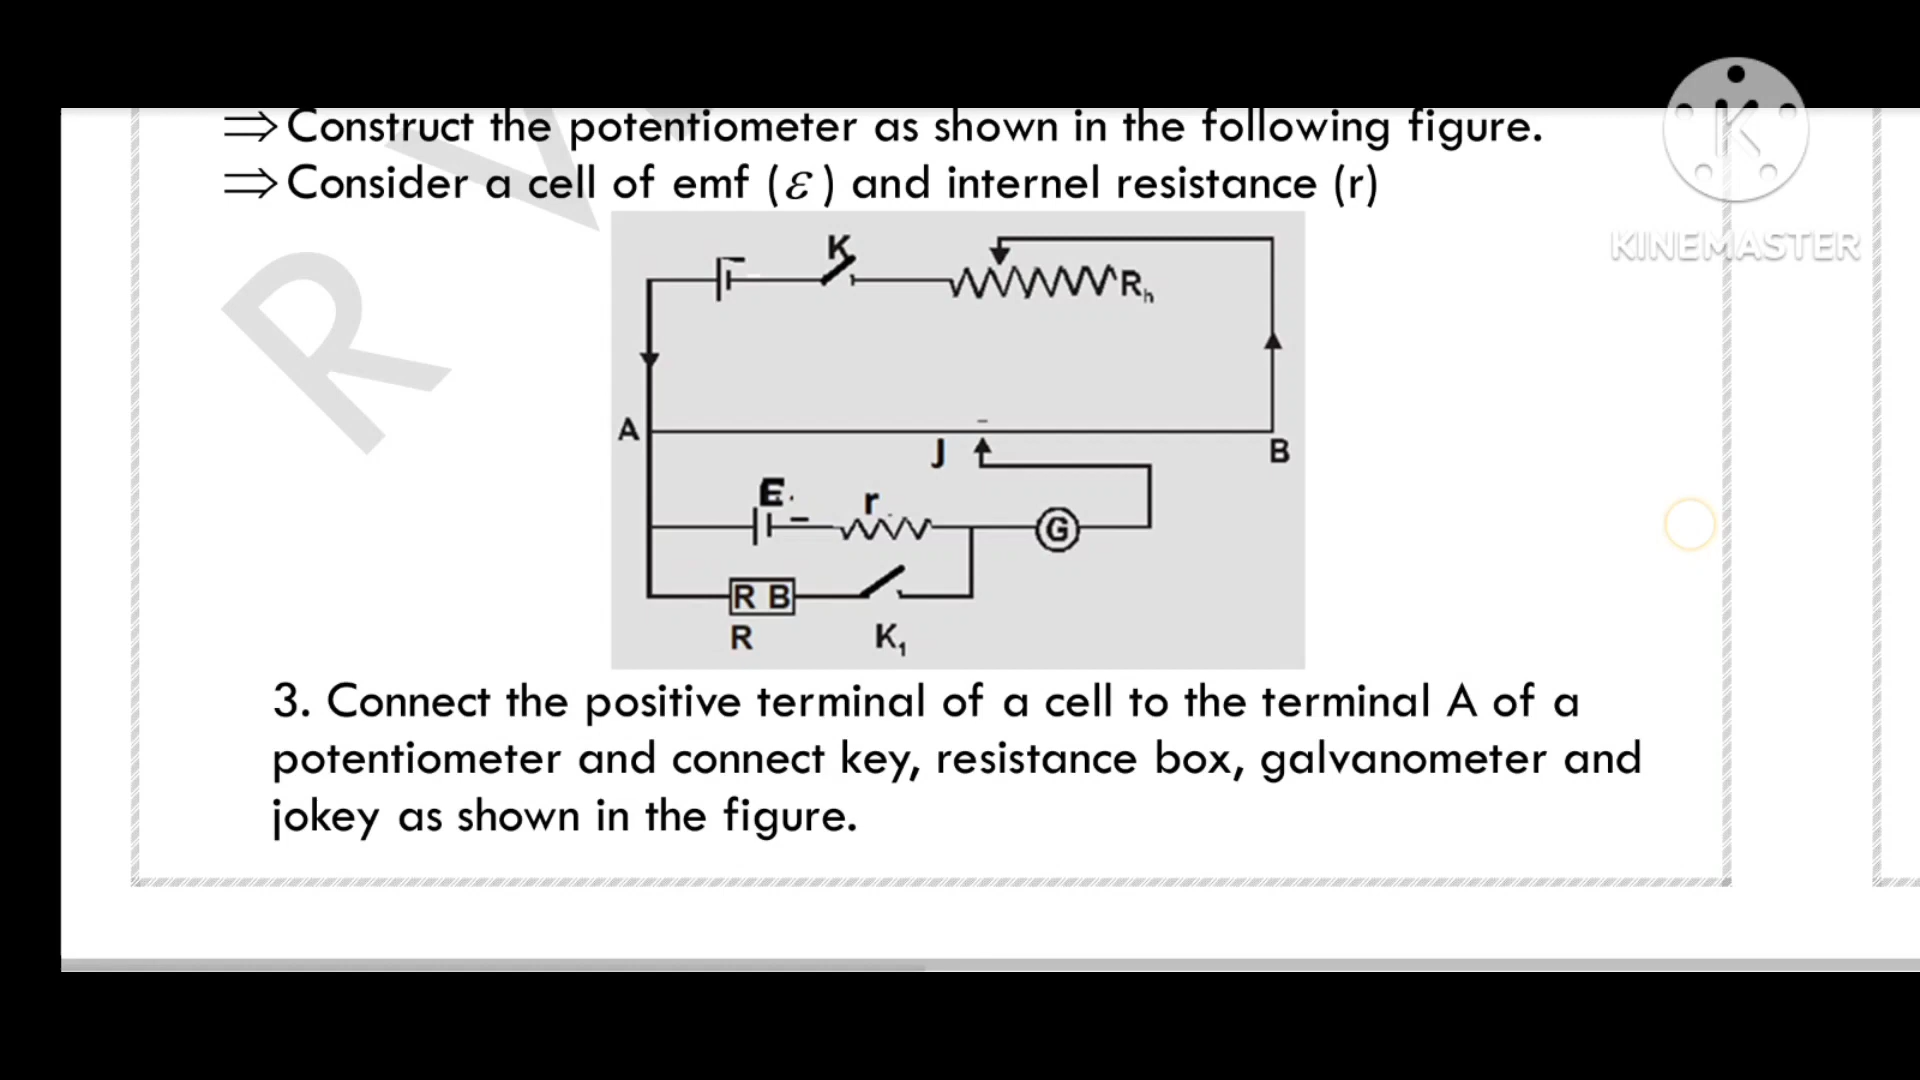 ⇒ Construct the potentiometer as shown in the following figure.
⇒ Consider a cell of emf (ε) and internel resistance (r)
K
KINEMASTER
R V
K
Rh
A
J
B
E
r
G
R B
R
K1
3. Connect the positive terminal of a cell to the terminal A of a
potentiometer and connect key, resistance box, galvanometer and
jokey as shown in the figure.